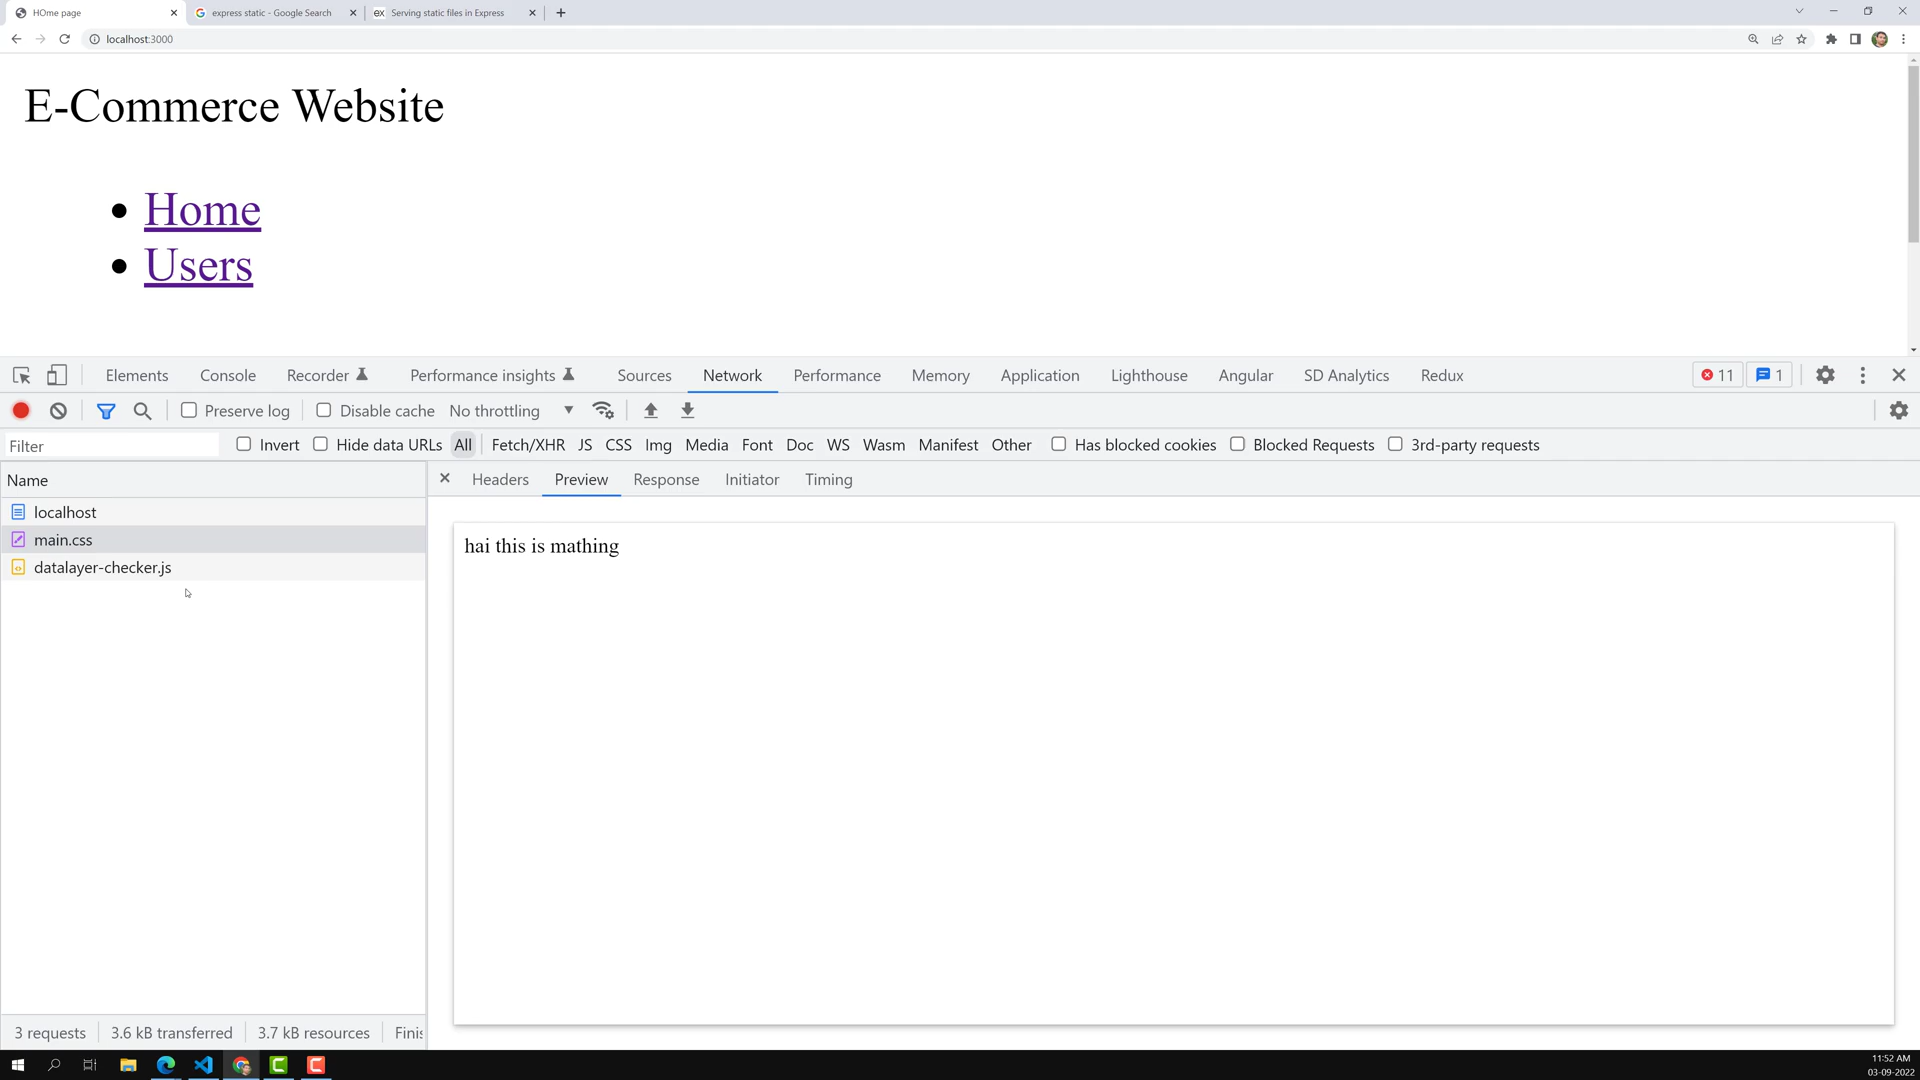 HOme page
express static - Google Search
ex Serving static files in Express
localhost:3000
E-Commerce Website
Home
Users
Elements Console Recorder Performance insights Sources Network Performance Memory Application Lighthouse Angular SD Analytics Redux 11 1
Preserve log Disable cache No throttling
Filter Invert Hide data URLs All Fetch/XHR JS CSS Img Media Font Doc WS Wasm Manifest Other Has blocked cookies Blocked Requests 3rd-party requests
Name Headers Preview Response Initiator Timing
localhost
main.css
datalayer-checker.js
hai this is mathing
3 requests 3.6 kB transferred 3.7 kB resources Finis
11:52 AM
03-09-2022